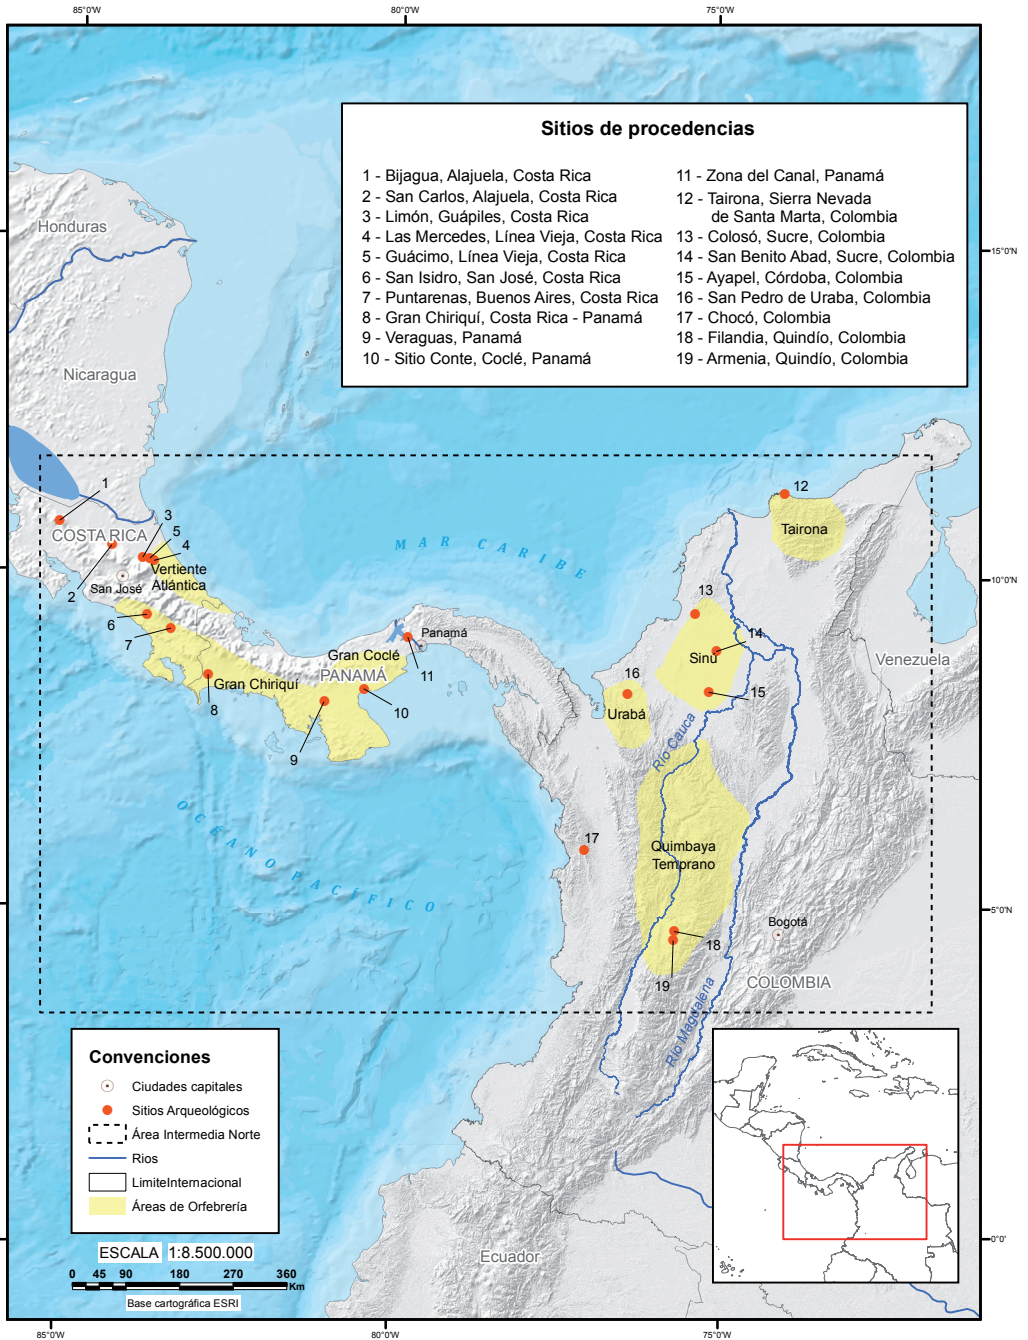 85°0'W
80°0'W
75°0'W
Sitios de procedencias
1 - Bijagua, Alajuela, Costa Rica
2 - San Carlos, Alajuela, Costa Rica
3 - Limón, Guápiles, Costa Rica
4 - Las Mercedes, Línea Vieja, Costa Rica
5 - Guácimo, Línea Vieja, Costa Rica
6 - San Isidro, San José, Costa Rica
7 - Puntarenas, Buenos Aires, Costa Rica
8 - Gran Chiriquí, Costa Rica - Panamá
9 - Veraguas, Panamá
10 - Sitio Conte, Coclé, Panamá
11 - Zona del Canal, Panamá
12 - Tairona, Sierra Nevada
de Santa Marta, Colombia
13 - Colosó, Sucre, Colombia
14 - San Benito Abad, Sucre, Colombia
15 - Ayapel, Córdoba, Colombia
16 - San Pedro de Uraba, Colombia
17 - Chocó, Colombia
18 - Filandia, Quindío, Colombia
19 - Armenia, Quindío, Colombia
Honduras
15°0'N
Nicaragua
1
12
3
COSTA RICA
5
4
Tairona
MAR CARIBE
Vertiente
Atlántica
10°0'N
San José
2
13
6
7
Panamá
14
Gran Coclé
Sinú
Venezuela
PANAMÁ
11
16
Gran Chiriquí
15
10
8
Urabá
9
Río Cauca
OCÉANO PACÍFICO
17
Quimbaya
Temprano
5°0'N
Bogotá
18
19
COLOMBIA
Río Magdalena
Convenciones
Ciudades capitales
Sitios Arqueológicos
Área Intermedia Norte
Rios
LimiteInternacional
Áreas de Orfebrería
0°0'
ESCALA 1:8.500.000
Ecuador
0 45 90 180 270 360
Km
Base cartográfica ESRI
85°0'W
80°0'W
75°0'W